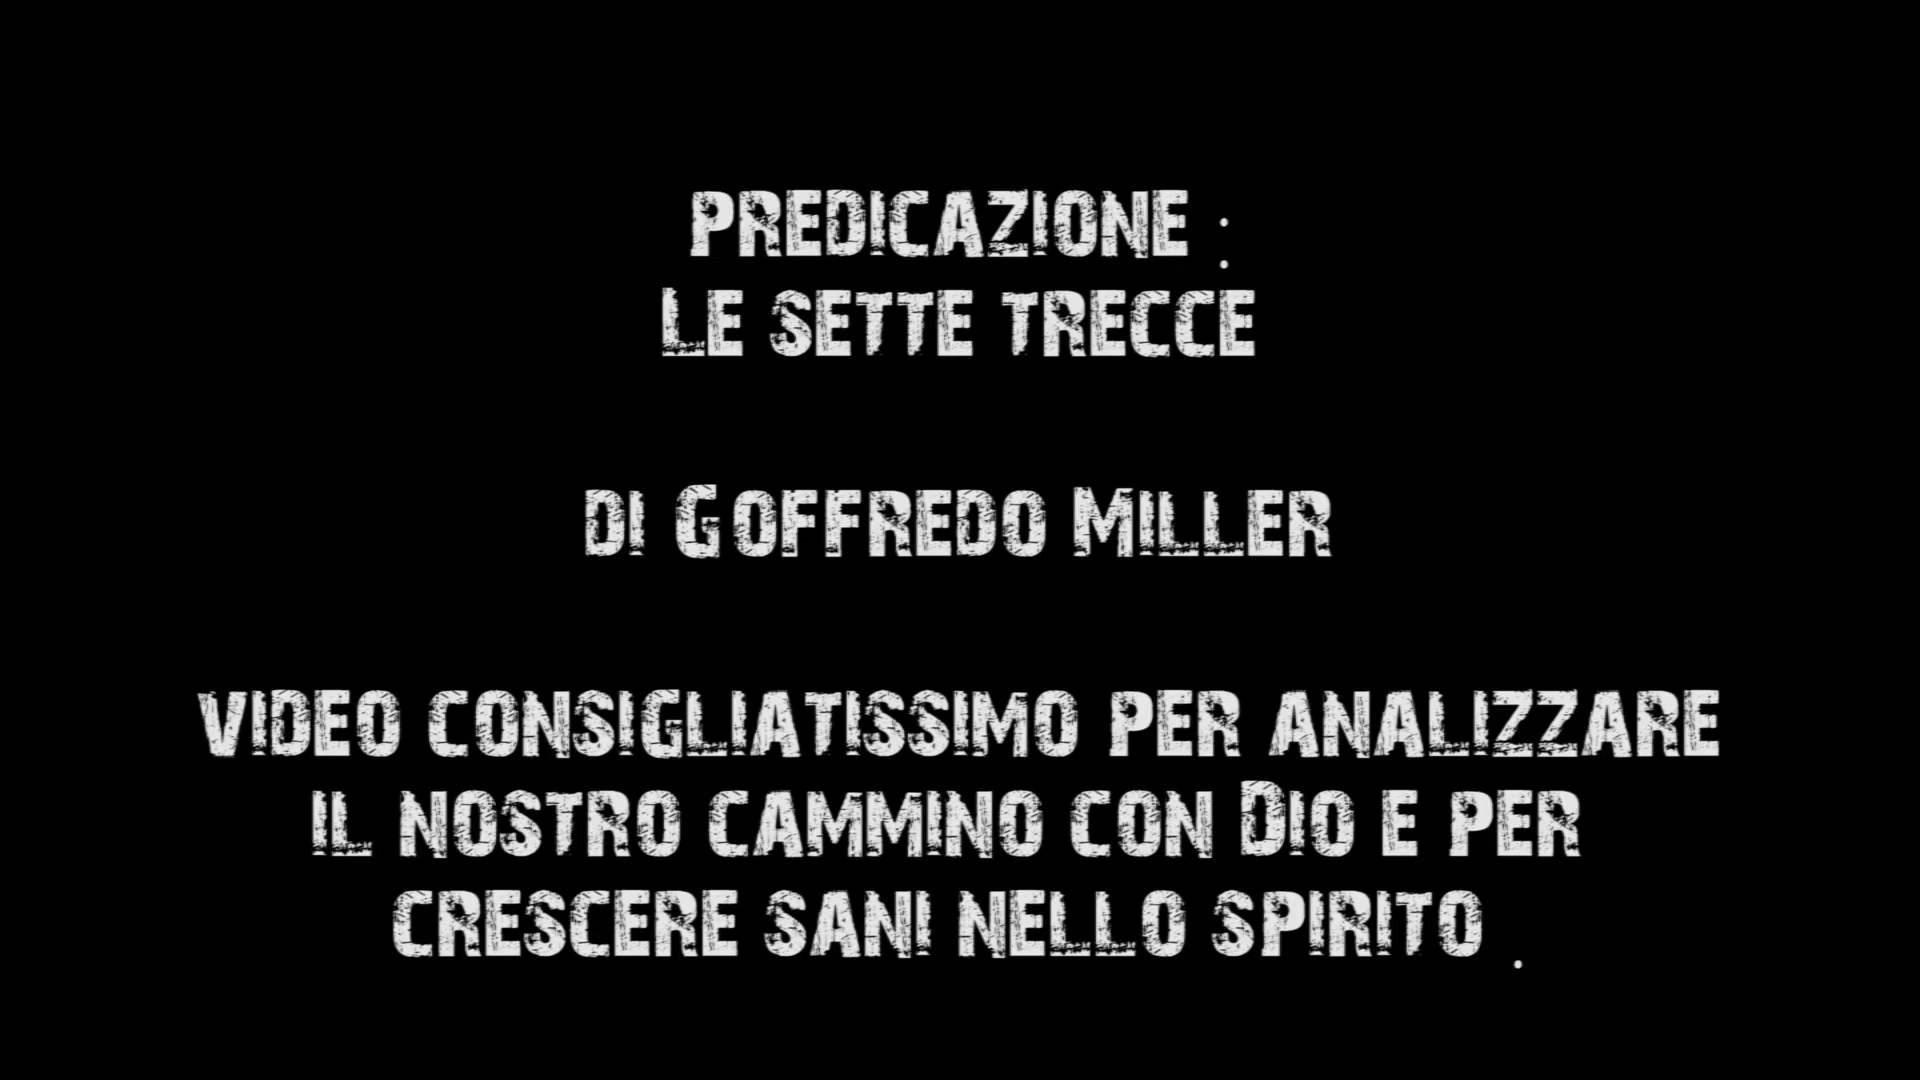 PREDICAZIONE :
LE SETTE TRECCE
DI GOFFREDO MILLER
VIDEO CONSIGLIATISSIMO PER ANALIZZARE
IL NOSTRO CAMMINO CON DIO E PER
CRESCERE SANI NELLO SPIRITO .